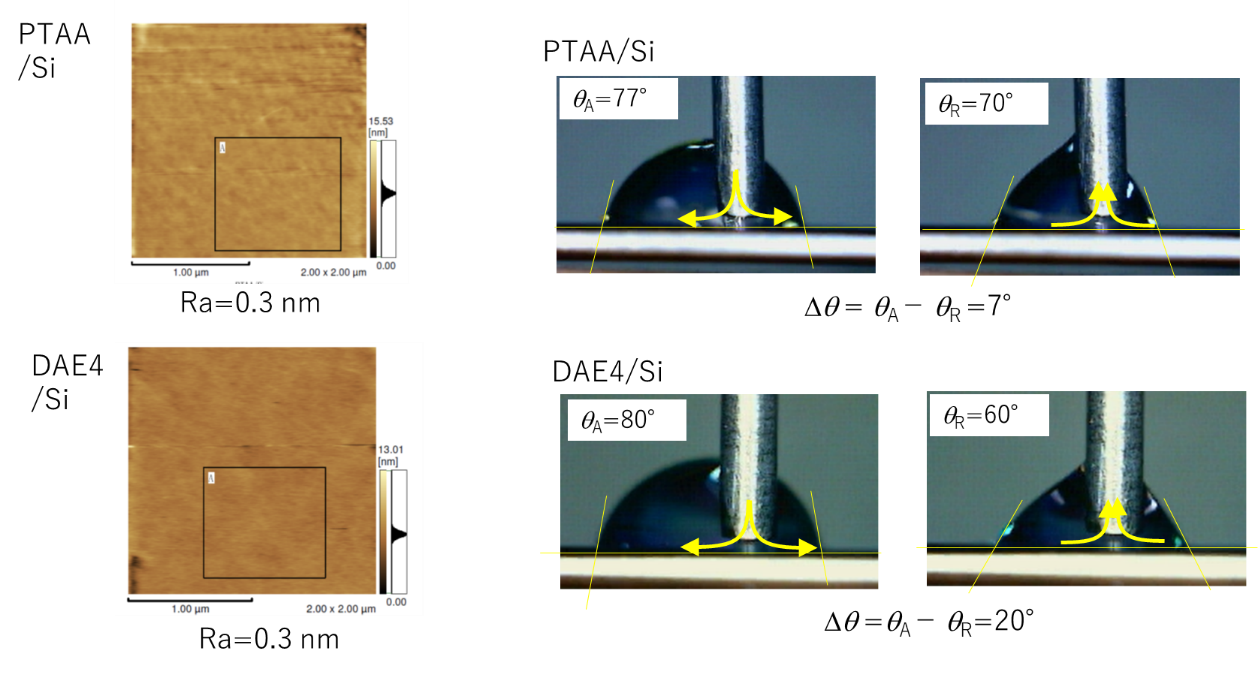 PTAA
/Si
A
15.53
[nm]
0.00
1.00 µm
2.00 x 2.00 µm
Ra=0.3 nm
PTAA/Si
θA=77°
θR=70°
Δθ = θA − θR=7°
DAE4
/Si
A
13.01
[nm]
0.00
1.00 µm
2.00 x 2.00 µm
Ra=0.3 nm
DAE4/Si
θA=80°
θR=60°
Δθ =θA − θR=20°